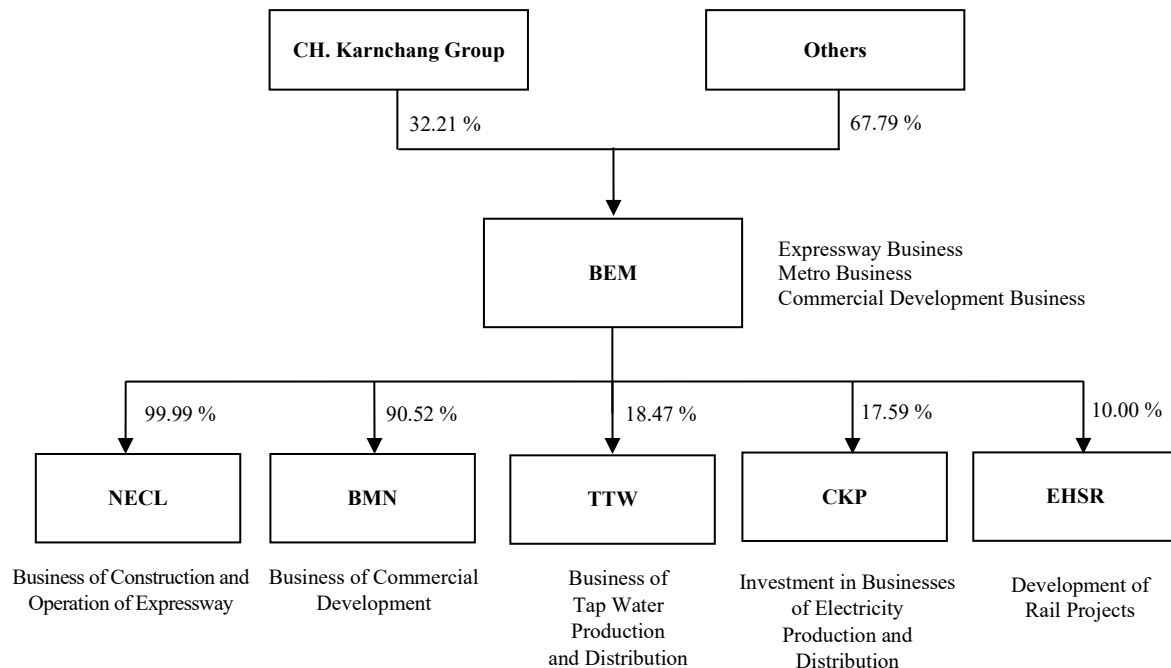 CH. Karnchang Group
Others
32.21 %
67.79 %
BEM
Expressway Business
Metro Business
Commercial Development Business
99.99 %
90.52 %
18.47 %
17.59 %
10.00 %
NECL
BMN
TTW
CKP
EHSR
Business of Construction and
Operation of Expressway
Business of Commercial
Development
Business of
Tap Water
Production
and Distribution
Investment in Businesses
of Electricity
Production and
Distribution
Development of
Rail Projects